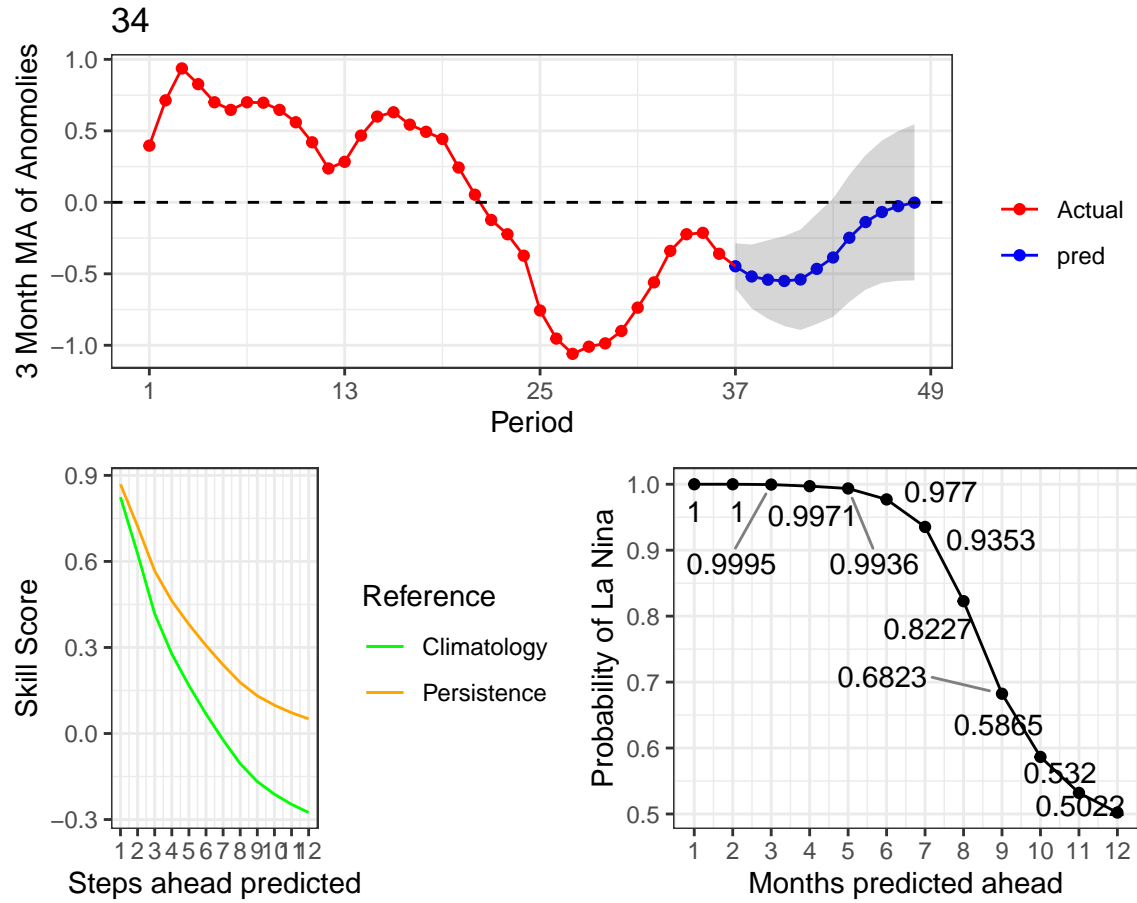 34
3 Month MA of Anomolies
1.0
0.5
0.0
−0.5
−1.0
1 13 25 37 49
Period
Actual
pred
Skill Score
0.9
0.6
0.3
0.0
−0.3
1 2 3 4 5 6 7 8 9 10 11 12
Steps ahead predicted
Reference
Climatology
Persistence
Probability of La Nina
1.0
0.9
0.8
0.7
0.6
0.5
1
1
0.9995
0.9971
0.9936
0.977
0.9353
0.8227
0.6823
0.5865
0.532
0.5022
1 2 3 4 5 6 7 8 9 10 11 12
Months predicted ahead